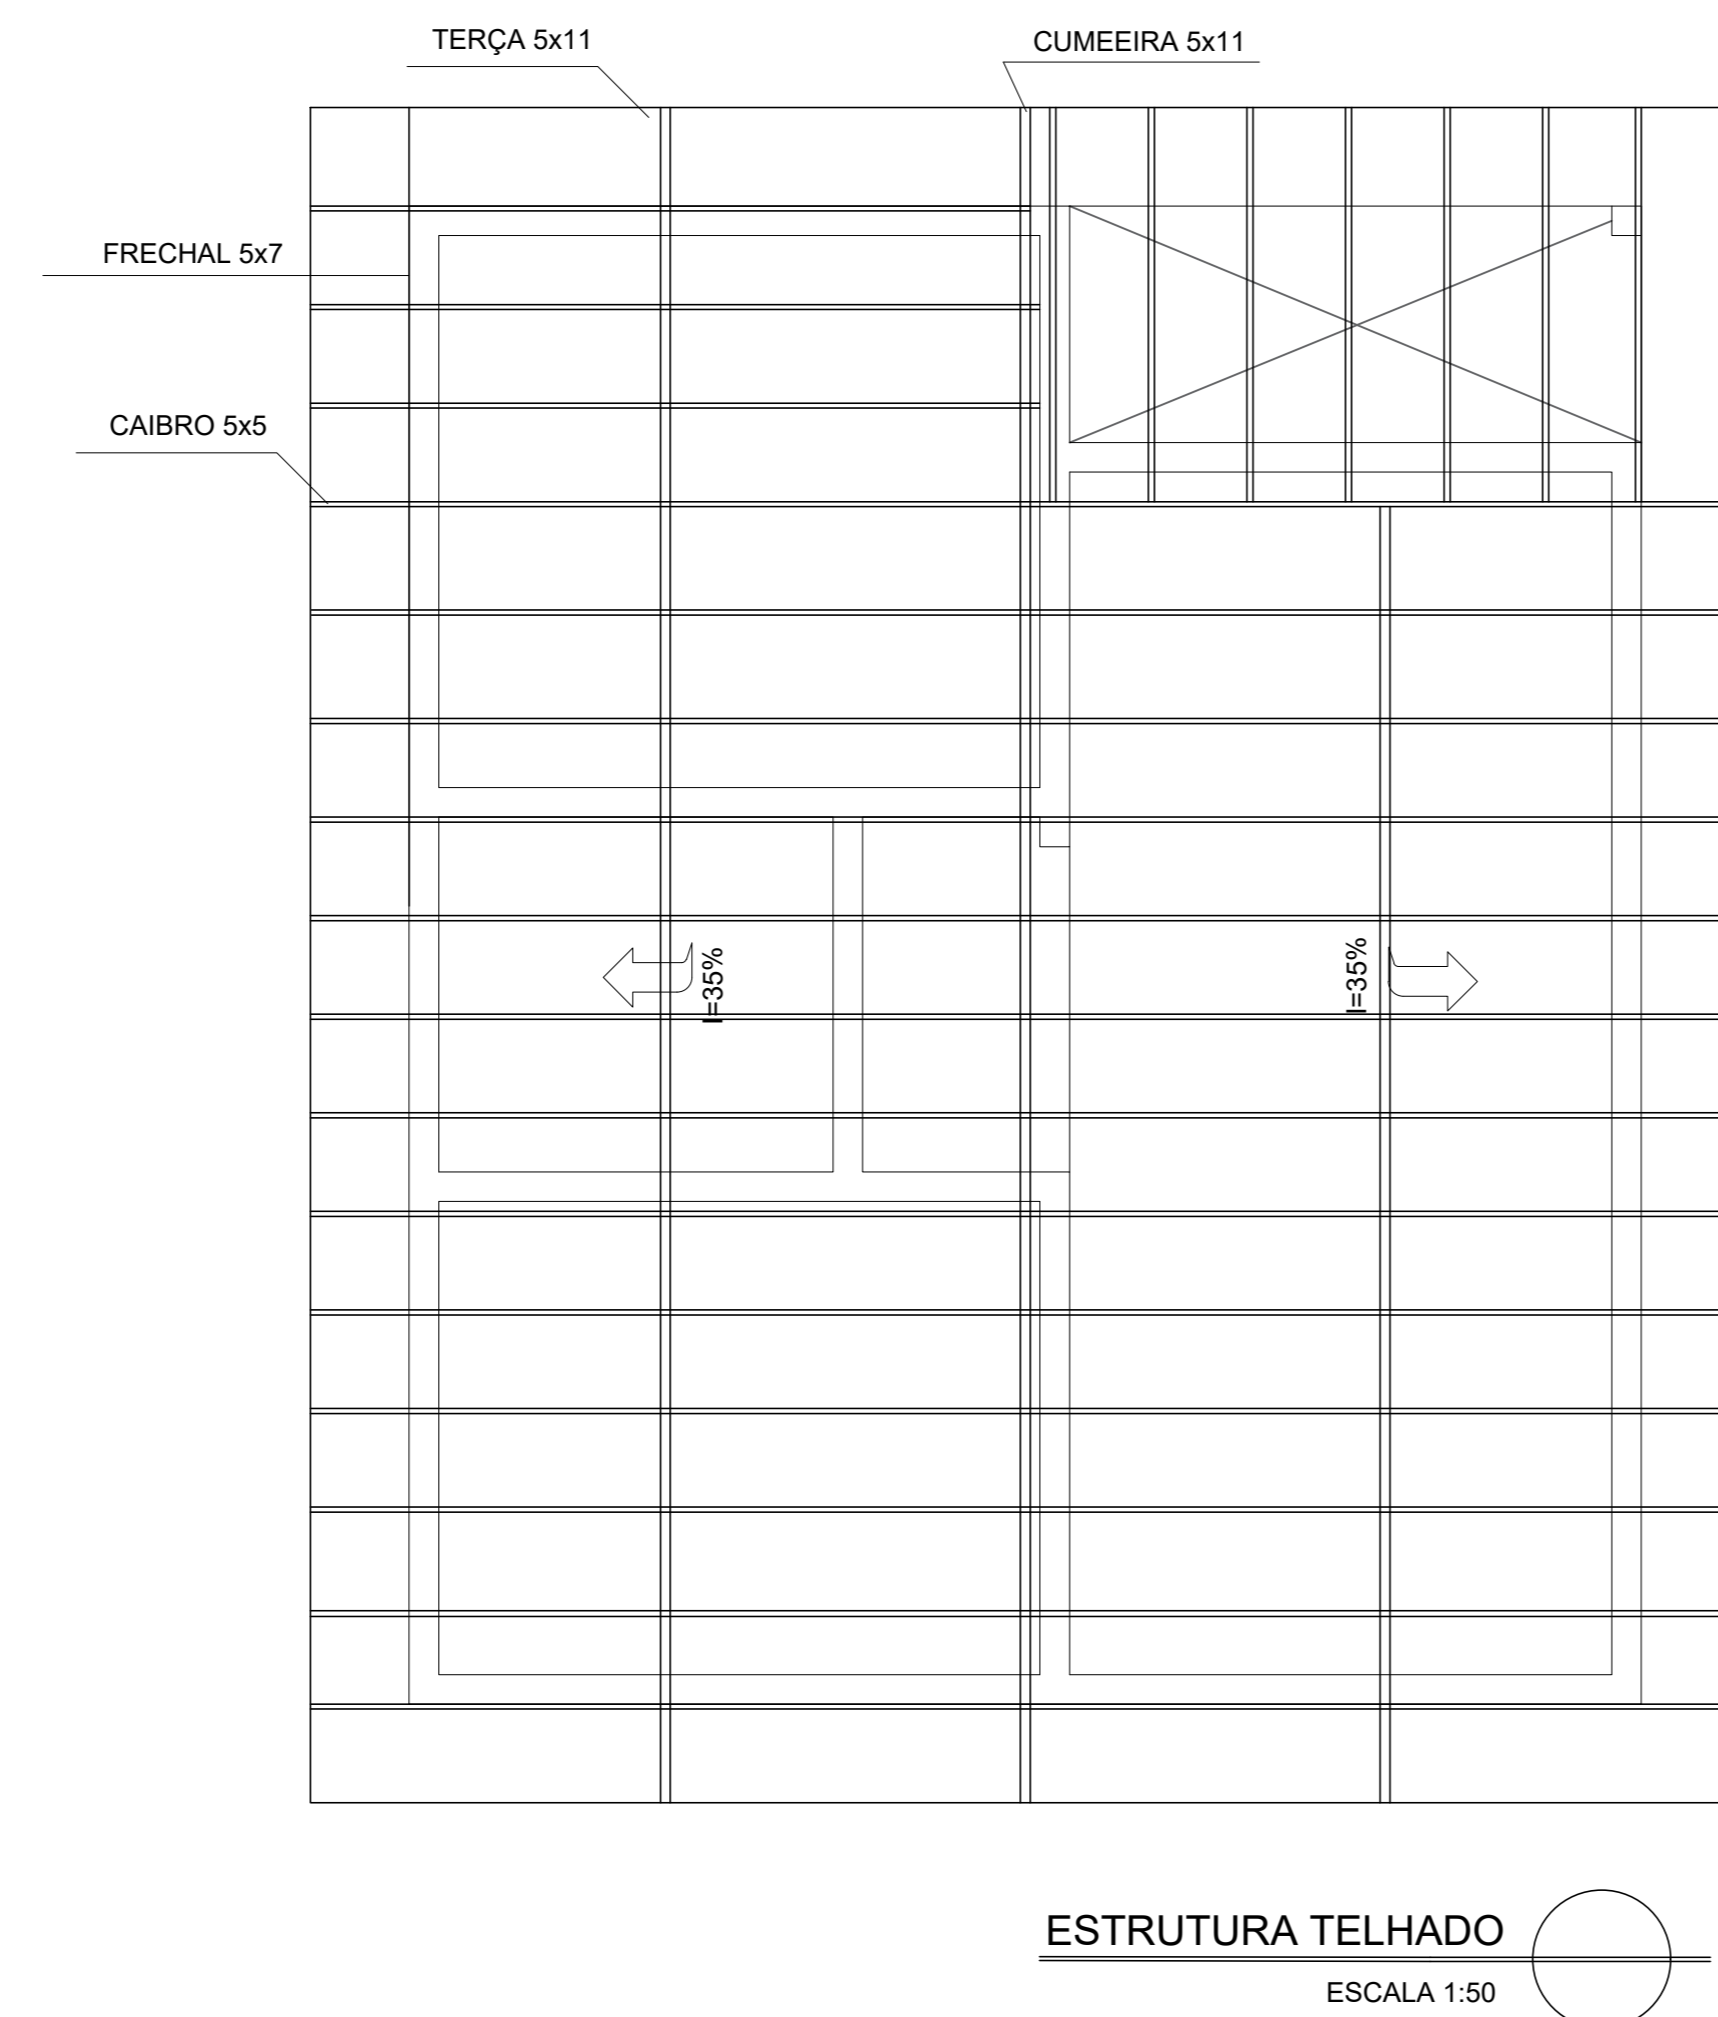 TERÇA 5x11
CUMEEIRA 5x11
FRECHAL 5x7
CAIBRO 5x5
I=35%
I=35%
ESTRUTURA TELHADO
ESCALA 1:50